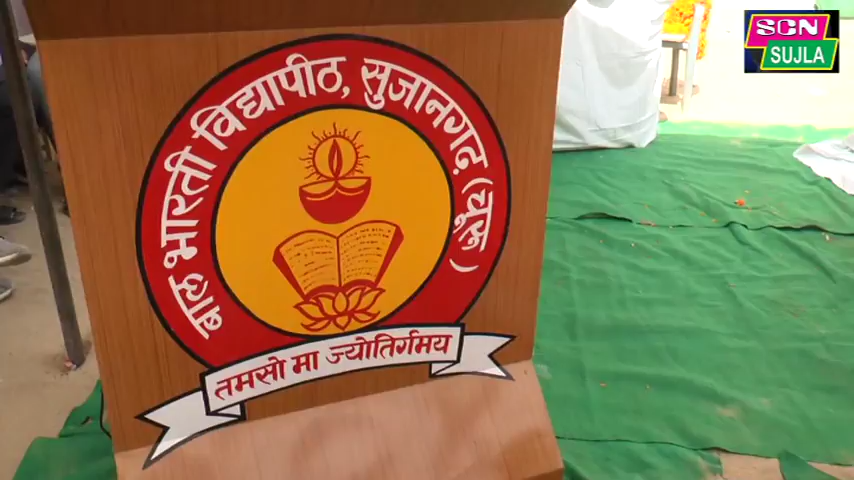 बाल भारती विद्यापीठ, सुजानगढ़ (चूरू)
तमसो मा ज्योतिर्गमय
SCN
SUJLA